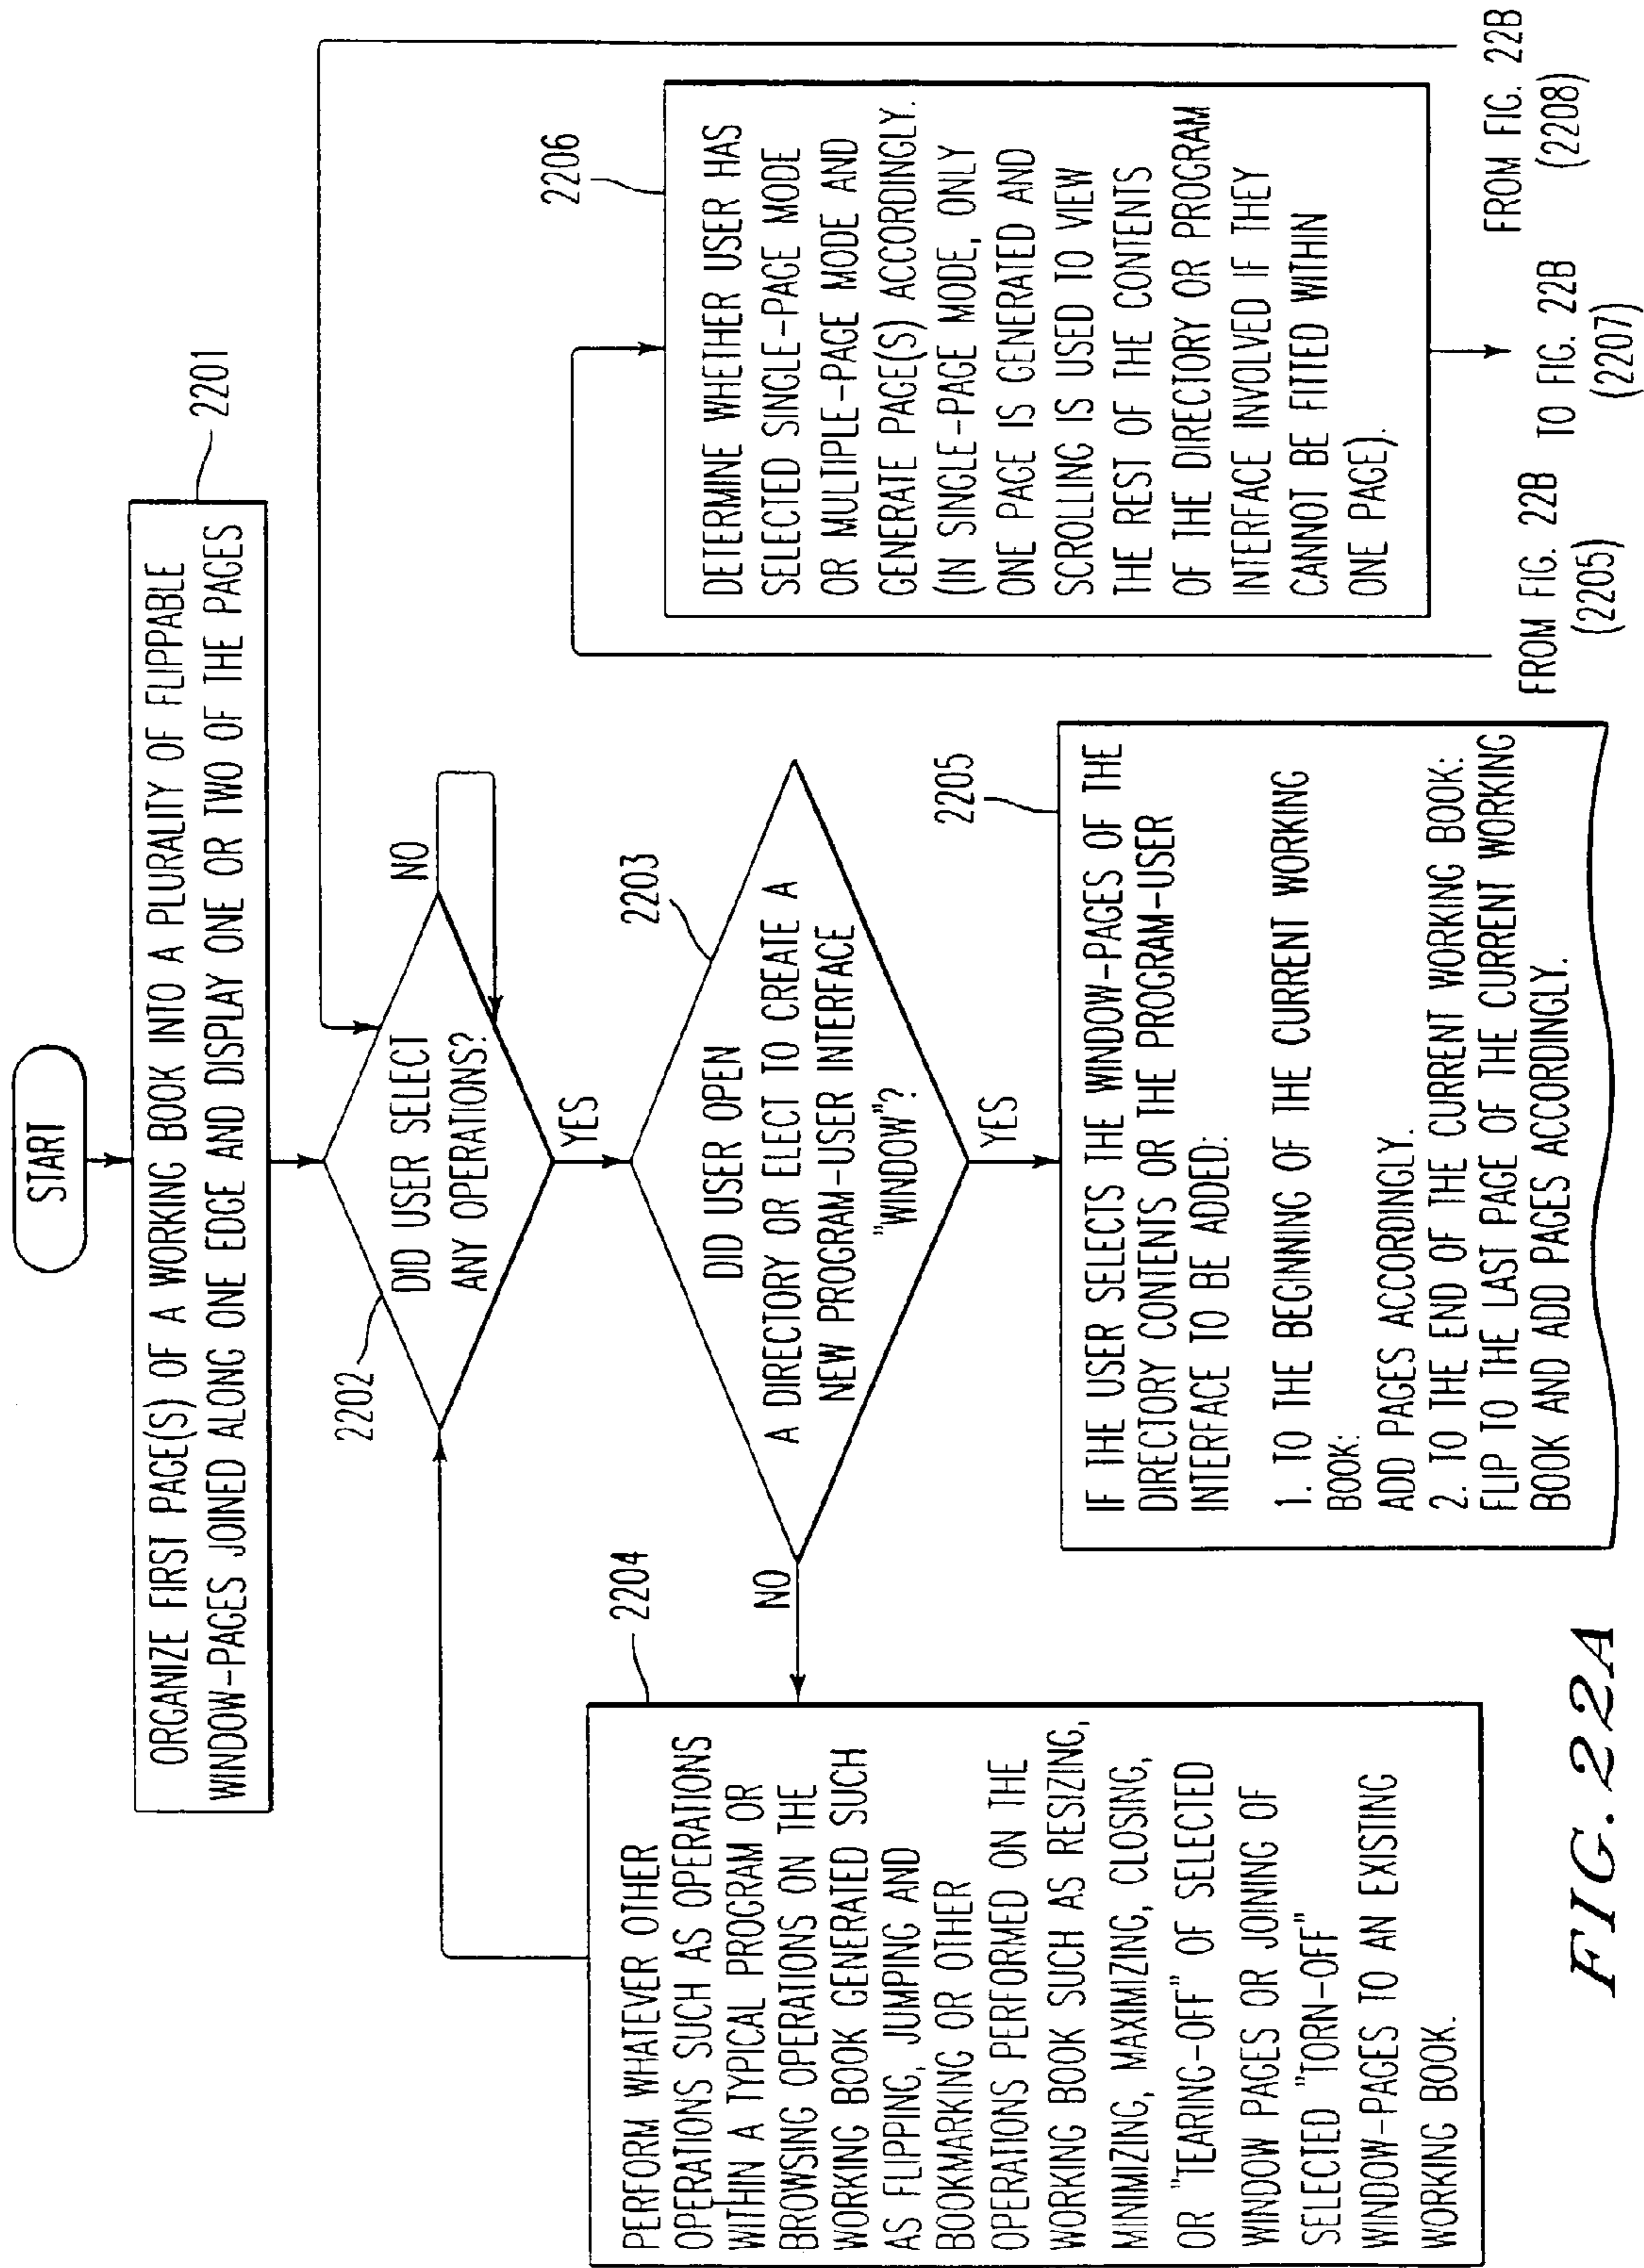 START
2201
ORGANIZE FIRST PAGE(S) OF A WORKING BOOK INTO A PLURALITY OF FLIPPABLE
WINDOW-PAGES JOINED ALONG ONE EDGE AND DISPLAY ONE OR TWO OF THE PAGES
2202
DID USER SELECT
ANY OPERATIONS?
NO
YES
2203
DID USER OPEN
A DIRECTORY OR ELECT TO CREATE A
NEW PROGRAM-USER INTERFACE
"WINDOW"?
NO
YES
2204
PERFORM WHATEVER OTHER
OPERATIONS SUCH AS OPERATIONS
WITHIN A TYPICAL PROGRAM OR
BROWSING OPERATIONS ON THE
WORKING BOOK GENERATED SUCH
AS FLIPPING, JUMPING AND
BOOKMARKING OR OTHER
OPERATIONS PERFORMED ON THE
WORKING BOOK SUCH AS RESIZING,
MINIMIZING, MAXIMIZING, CLOSING,
OR "TEARING-OFF" OF SELECTED
WINDOW PAGES OR JOINING OF
SELECTED "TORN-OFF"
WINDOW-PAGES TO AN EXISTING
WORKING BOOK.
2205
IF THE USER SELECTS THE WINDOW-PAGES OF THE
DIRECTORY CONTENTS OR THE PROGRAM-USER
INTERFACE TO BE ADDED:
1. TO THE BEGINNING OF THE CURRENT WORKING
BOOK:
ADD PAGES ACCORDINGLY.
2. TO THE END OF THE CURRENT WORKING BOOK:
FLIP TO THE LAST PAGE OF THE CURRENT WORKING
BOOK AND ADD PAGES ACCORDINGLY.
2206
DETERMINE WHETHER USER HAS
SELECTED SINGLE-PAGE MODE
OR MULTIPLE-PAGE MODE AND
GENERATE PAGE(S) ACCORDINGLY.
(IN SINGLE-PAGE MODE, ONLY
ONE PAGE IS GENERATED AND
SCROLLING IS USED TO VIEW
THE REST OF THE CONTENTS
OF THE DIRECTORY OR PROGRAM
INTERFACE INVOLVED IF THEY
CANNOT BE FITTED WITHIN
ONE PAGE).
FROM FIG. 22B
(2205)
TO FIG. 22B
(2207)
FROM FIG. 22B
(2208)
FIG. 22A